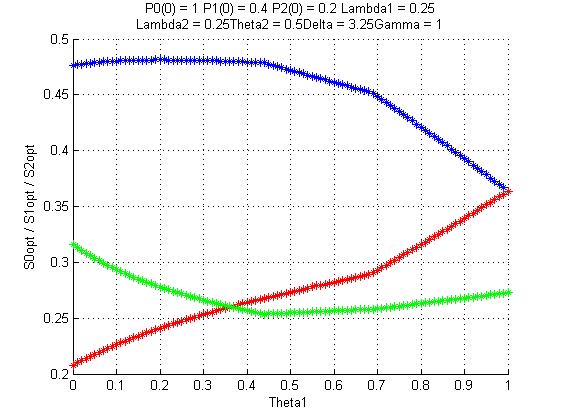 P0(0) = 1 P1(0) = 0.4 P2(0) = 0.2 Lambda1 = 0.25
Lambda2 = 0.25Theta2 = 0.5Delta = 3.25Gamma = 1
0.5
0.45
0.4
0.35
0.3
0.25
0.2
S0opt / S1opt / S2opt
0 0.1 0.2 0.3 0.4 0.5 0.6 0.7 0.8 0.9 1
Theta1